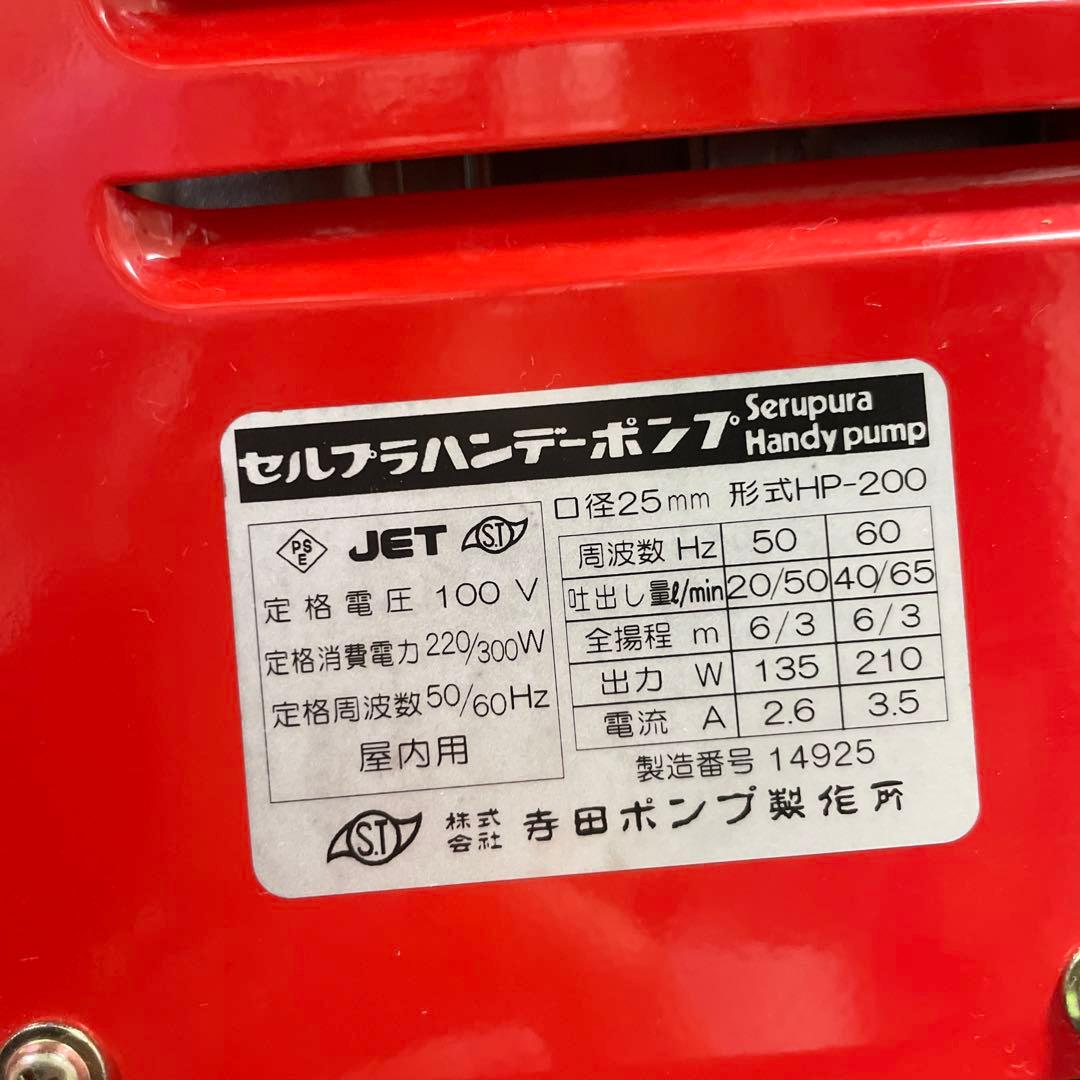 セルプラハンデーポンプ Serupura Handy pump
口径25mm 形式HP-200
PSE JET S.T
定格電圧 100 V
定格消費電力 220/300W
定格周波数 50/60Hz
屋内用
周波数 Hz 50 60
吐出し量ℓ/min 20/50 40/65
全揚程 m 6/3 6/3
出力 W 135 210
電流 A 2.6 3.5
製造番号 14925
S.T 株式会社 寺田ポンプ製作所